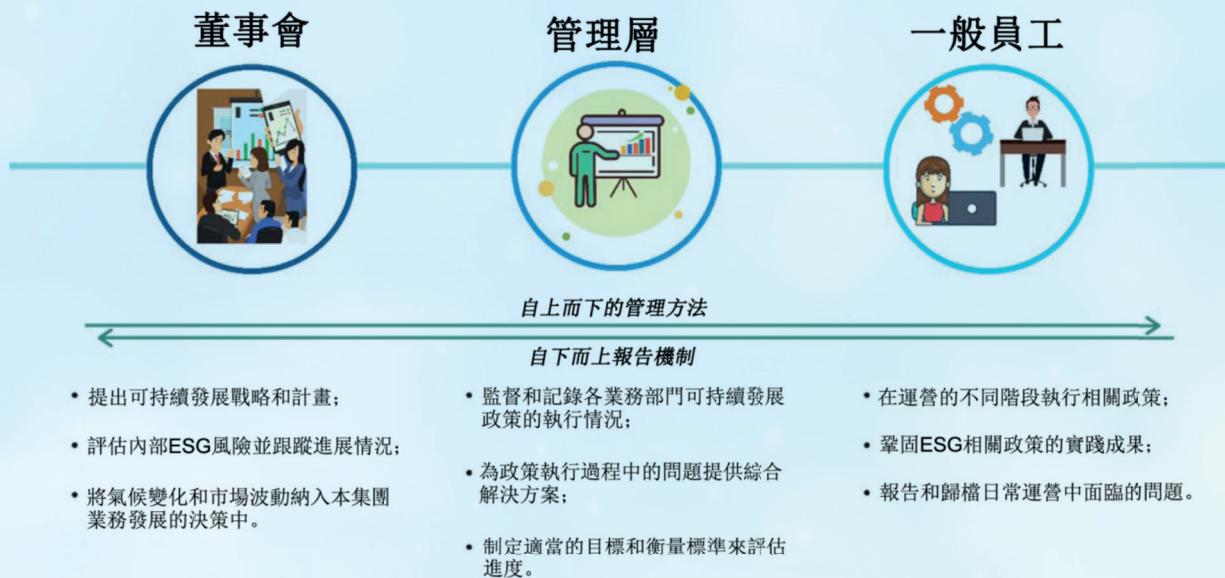 董事會
管理層
一般員工
自上而下的管理方法
自下而上報告機制
• 提出可持續發展戰略和計畫；
• 評估內部ESG風險並跟蹤進展情況；
• 將氣候變化和市場波動納入本集團
業務發展的決策中。
• 監督和記錄各業務部門可持續發展
政策的執行情況；
• 為政策執行過程中的問題提供綜合
解決方案；
• 制定適當的目標和衡量標準來評估
進度。
• 在運營的不同階段執行相關政策；
• 鞏固ESG相關政策的實踐成果；
• 報告和歸檔日常運營中面臨的問題。